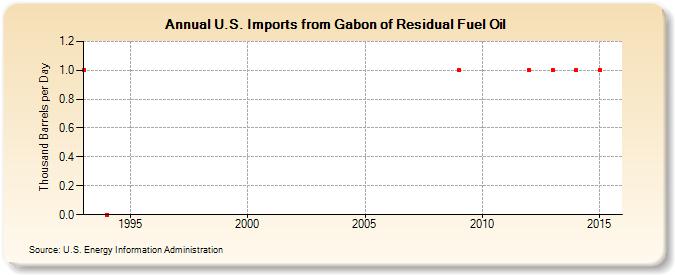 Annual U.S. Imports from Gabon of Residual Fuel Oil
Thousand Barrels per Day
1.2
1.0
0.8
0.6
0.4
0.2
0.0
1995 2000 2005 2010 2015
Source: U.S. Energy Information Administration